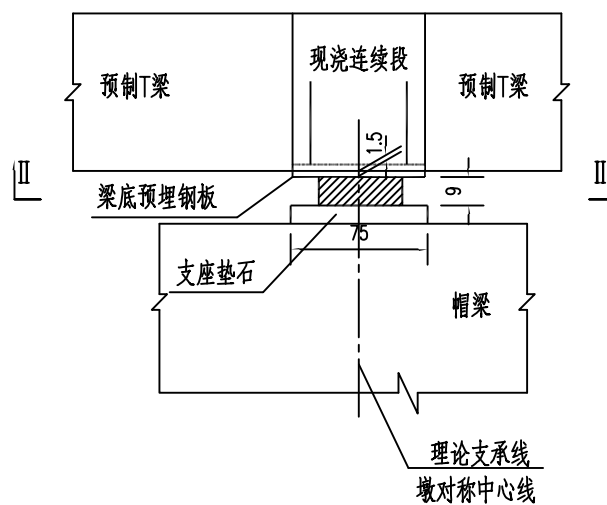 现浇连续段
预制T梁
预制T梁
1.5
II
II
梁底预埋钢板
9
75
支座垫石
帽梁
理论支承线
墩对称中心线